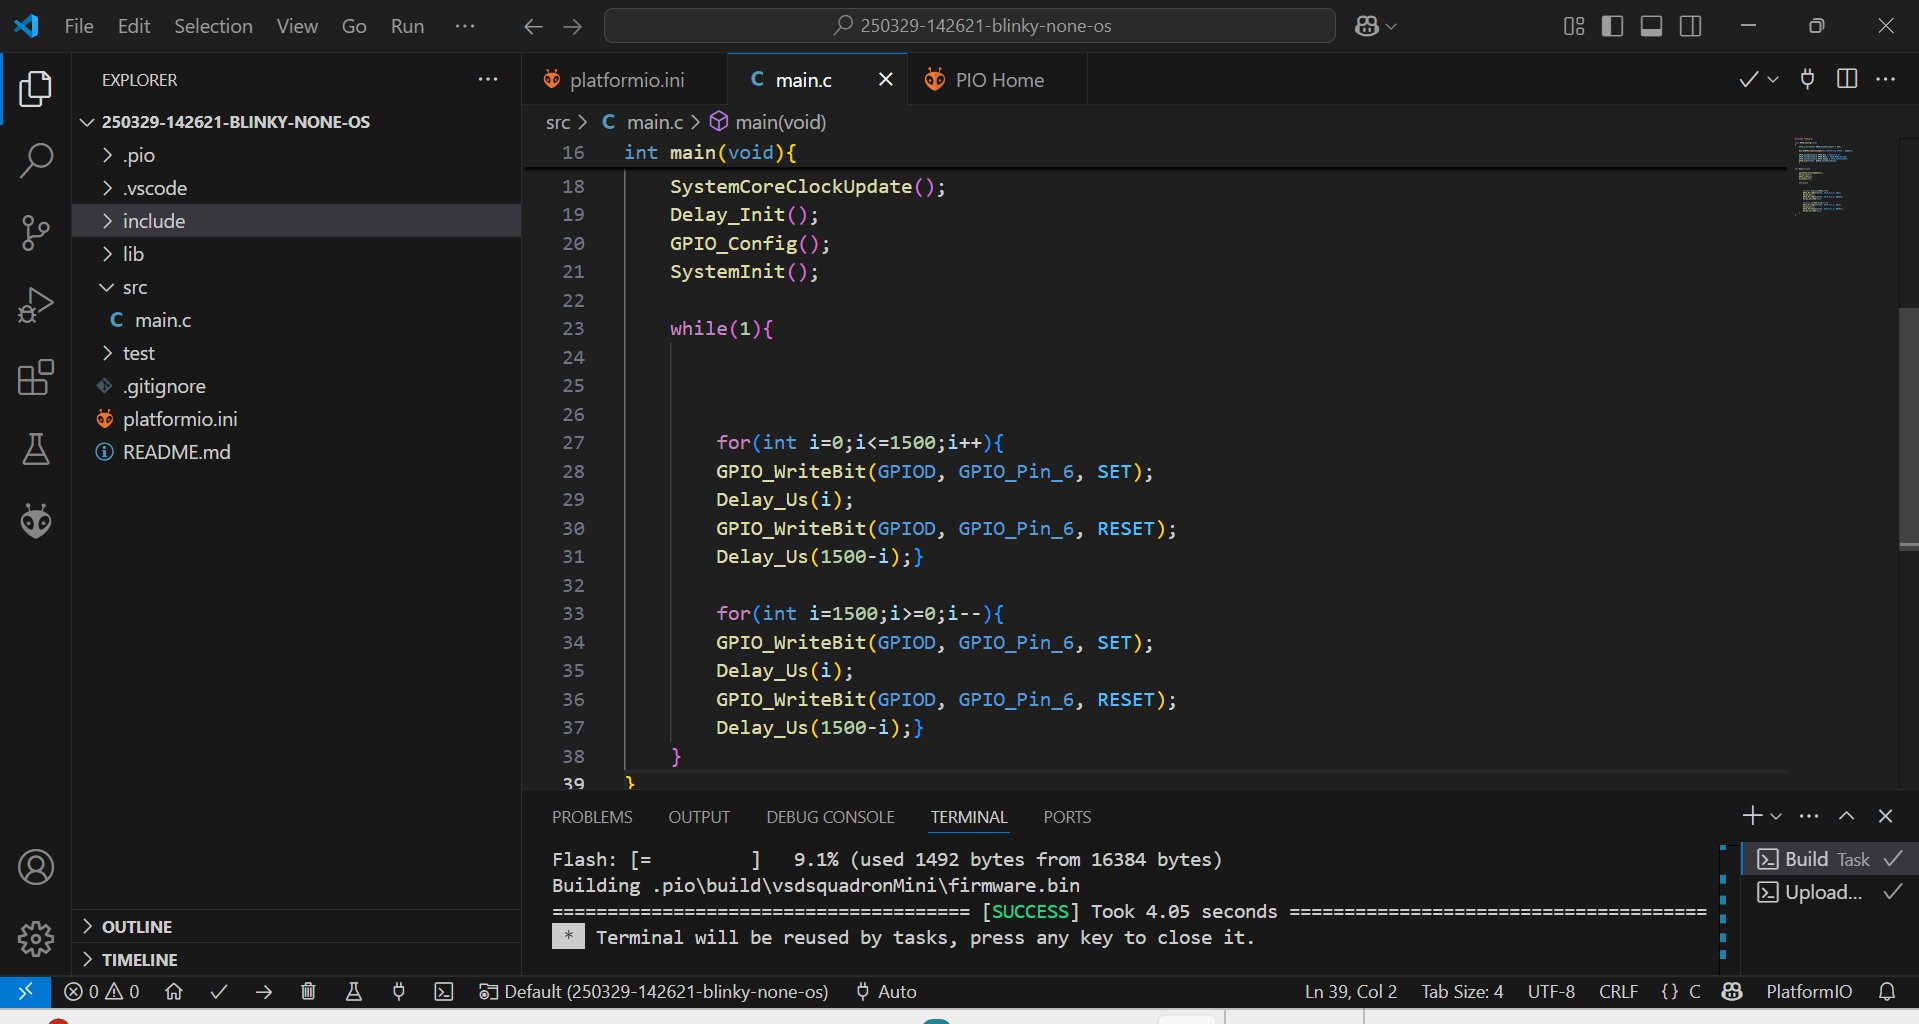 File Edit Selection View Go Run ··· 250329-142621-blinky-none-os
EXPLORER ···
250329-142621-BLINKY-NONE-OS
.pio
.vscode
include
lib
src
C main.c
test
.gitignore
platformio.ini
README.md
OUTLINE
TIMELINE
platformio.ini C main.c PIO Home
src > C main.c > main(void)
16 int main(void){
18 SystemCoreClockUpdate();
19 Delay_Init();
20 GPIO_Config();
21 SystemInit();
22
23 while(1){
24
25
26
27 for(int i=0;i<=1500;i++){
28 GPIO_WriteBit(GPIOD, GPIO_Pin_6, SET);
29 Delay_Us(i);
30 GPIO_WriteBit(GPIOD, GPIO_Pin_6, RESET);
31 Delay_Us(1500-i);}
32
33 for(int i=1500;i>=0;i--){
34 GPIO_WriteBit(GPIOD, GPIO_Pin_6, SET);
35 Delay_Us(i);
36 GPIO_WriteBit(GPIOD, GPIO_Pin_6, RESET);
37 Delay_Us(1500-i);}
38 }
39 }
PROBLEMS OUTPUT DEBUG CONSOLE TERMINAL PORTS
Flash: [= ] 9.1% (used 1492 bytes from 16384 bytes)
Building .pio\build\vsdsquadronMini\firmware.bin
====================================== [SUCCESS] Took 4.05 seconds ======================================
* Terminal will be reused by tasks, press any key to close it.
Build Task
Upload...
0 0 Default (250329-142621-blinky-none-os) Auto Ln 39, Col 2 Tab Size: 4 UTF-8 CRLF {} C PlatformIO